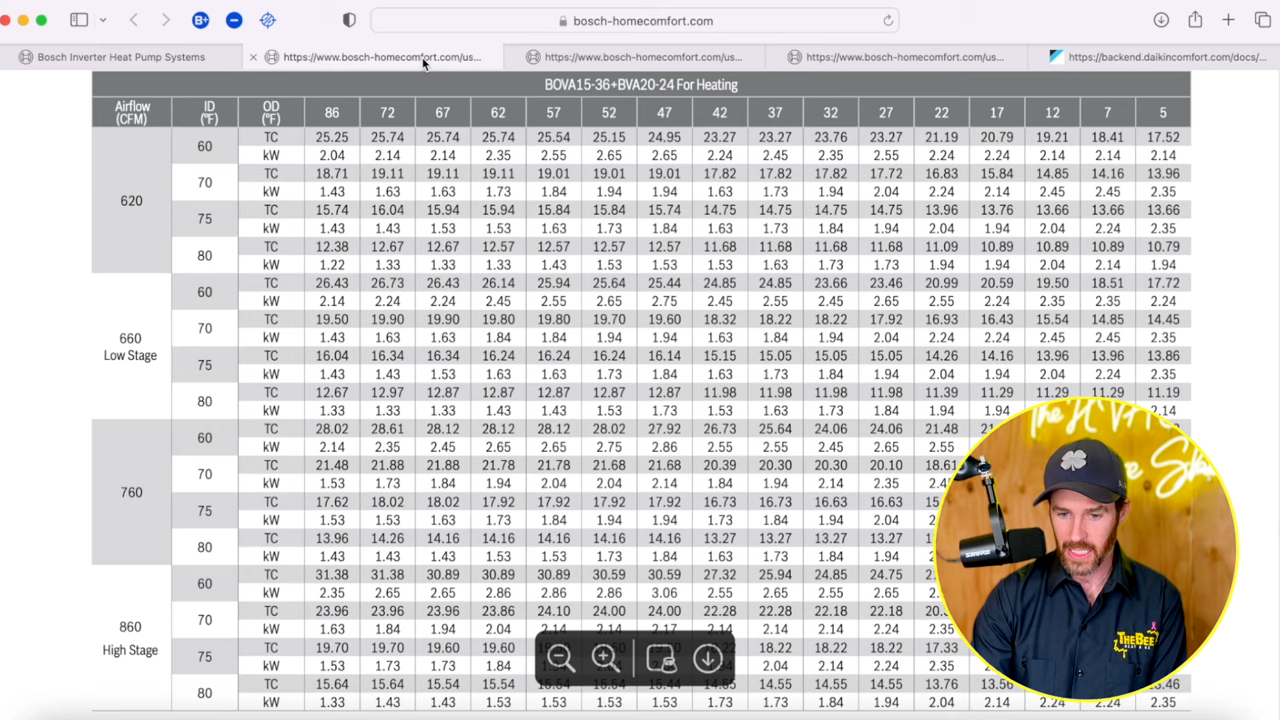 bosch-homecomfort.com
Bosch Inverter Heat Pump Systems
https://www.bosch-homecomfort.com/us...
https://www.bosch-homecomfort.com/us...
https://www.bosch-homecomfort.com/us...
https://backend.daikincomfort.com/docs/...
BOVA15-36+BVA20-24 For Heating
Airflow (CFM) ID (°F) OD (°F) 86 72 67 62 57 52 47 42 37 32 27 22 17 12 7 5
620 60 TC 25.25 25.74 25.74 25.74 25.54 25.15 24.95 23.27 23.27 23.76 23.27 21.19 20.79 19.21 18.41 17.52
kW 2.04 2.14 2.14 2.35 2.55 2.65 2.65 2.24 2.45 2.35 2.55 2.24 2.24 2.14 2.14 2.14
70 TC 18.71 19.11 19.11 19.11 19.01 19.01 19.01 17.82 17.82 17.82 17.72 16.83 15.84 14.85 14.16 13.96
kW 1.43 1.63 1.63 1.73 1.84 1.94 1.94 1.63 1.73 1.94 2.04 2.24 2.14 2.45 2.45 2.35
75 TC 15.74 16.04 15.94 15.94 15.84 15.84 15.74 14.75 14.75 14.75 14.75 13.96 13.76 13.66 13.66 13.66
kW 1.43 1.43 1.53 1.53 1.63 1.73 1.84 1.53 1.63 1.84 1.94 2.04 1.94 2.14 2.24 2.35
80 TC 12.38 12.67 12.67 12.57 12.57 12.57 12.57 11.68 11.68 11.68 11.68 11.09 10.89 10.89 10.89 10.79
kW 1.22 1.33 1.33 1.33 1.43 1.53 1.53 1.53 1.63 1.73 1.73 1.94 1.94 2.04 2.14 1.94
660 Low Stage 60 TC 26.43 26.73 26.43 26.14 25.94 25.64 25.44 24.85 24.85 23.66 23.46 20.99 20.59 19.50 18.51 17.72
kW 2.14 2.24 2.24 2.45 2.55 2.65 2.75 2.45 2.55 2.45 2.65 2.55 2.24 2.35 2.35 2.24
70 TC 19.50 19.90 19.90 19.80 19.80 19.70 19.60 18.32 18.22 18.22 17.92 16.93 16.43 15.54 14.85 14.45
kW 1.43 1.63 1.63 1.84 1.84 1.94 1.94 1.63 1.84 1.94 2.04 2.24 2.24 2.45 2.45 2.35
75 TC 16.04 16.34 16.34 16.24 16.24 16.24 16.14 15.15 15.05 15.05 15.05 14.26 14.16 13.96 13.96 13.86
kW 1.43 1.43 1.53 1.63 1.63 1.73 1.84 1.53 1.73 1.84 1.94 2.04 1.94 2.04 2.24 2.35
80 TC 12.67 12.97 12.87 12.87 12.87 12.87 12.87 11.98 11.98 11.98 11.98 11.39 11.29 11.29 11.29 11.19
kW 1.33 1.33 1.33 1.43 1.43 1.53 1.73 1.53 1.63 1.73 1.84 1.94 1.94 2.14
760 60 TC 28.02 28.61 28.12 28.12 28.12 28.02 27.92 26.73 25.64 24.06 24.06 21.48
kW 2.14 2.35 2.45 2.65 2.65 2.75 2.86 2.55 2.55 2.45 2.65 2.55
70 TC 21.48 21.88 21.88 21.78 21.78 21.68 21.68 20.39 20.30 20.30 20.10 18.61
kW 1.53 1.73 1.84 1.94 2.04 2.04 2.14 1.84 1.94 2.14 2.35
75 TC 17.62 18.02 18.02 17.92 17.92 17.92 17.92 16.73 16.73 16.63 16.63
kW 1.53 1.53 1.63 1.73 1.84 1.94 1.94 1.73 1.84 1.94 2.04
80 TC 13.96 14.26 14.16 14.16 14.16 14.16 14.16 13.27 13.27 13.27 13.27
kW 1.43 1.43 1.43 1.53 1.53 1.73 1.84 1.63 1.73 1.84 1.94
860 High Stage 60 TC 31.38 31.38 30.89 30.89 30.89 30.59 30.59 27.32 25.94 24.85 24.75
kW 2.35 2.65 2.65 2.86 2.86 2.86 3.06 2.55 2.65 2.55 2.65
70 TC 23.96 23.96 23.96 23.86 24.10 24.00 24.00 22.28 22.28 22.18 22.18
kW 1.63 1.84 1.94 2.04 2.14 2.14 2.17 2.14 2.14 2.14 2.24 2.35
75 TC 19.70 19.70 19.60 19.60 18.22 18.22 18.22 17.33
kW 1.53 1.73 1.73 1.84 2.04 2.14 2.14 2.35
80 TC 15.64 15.64 15.54 15.54 14.55 14.55 14.55 13.76
kW 1.33 1.43 1.43 1.53 1.53 1.53 1.53 1.73 1.73 1.84 1.94 2.04 2.14 2.24 2.24 2.35
The HVAC
SHURE
THEBEE
HEAT & AC